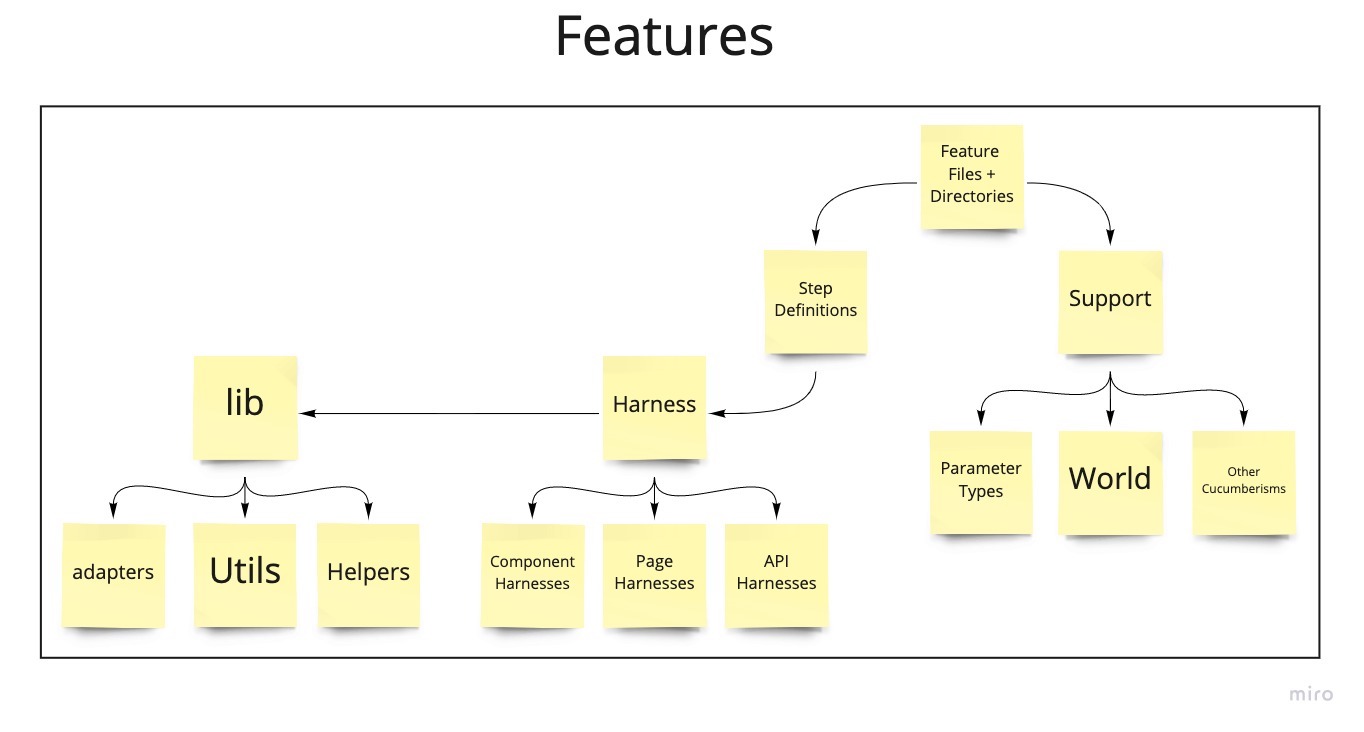 Features
Feature
Files +
Directories
Step
Definitions
Support
lib
Harness
Parameter
Types
World
Other
Cucumberisms
adapters
Utils
Helpers
Component
Harnesses
Page
Harnesses
API
Harnesses
miro